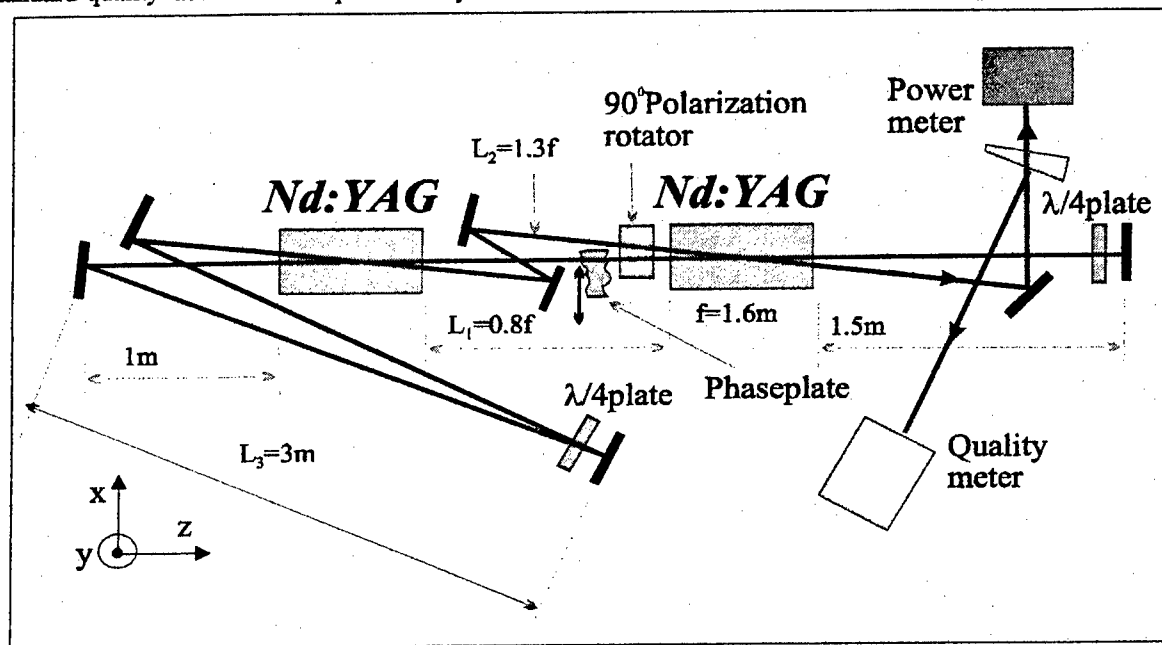 90° Polarization
rotator
Power
meter
L₂=1.3f
Nd:YAG
Nd:YAG
λ/4plate
L₁=0.8f
f=1.6m
1.5m
1m
Phaseplate
λ/4plate
L₃=3m
Quality
meter
x
y
z